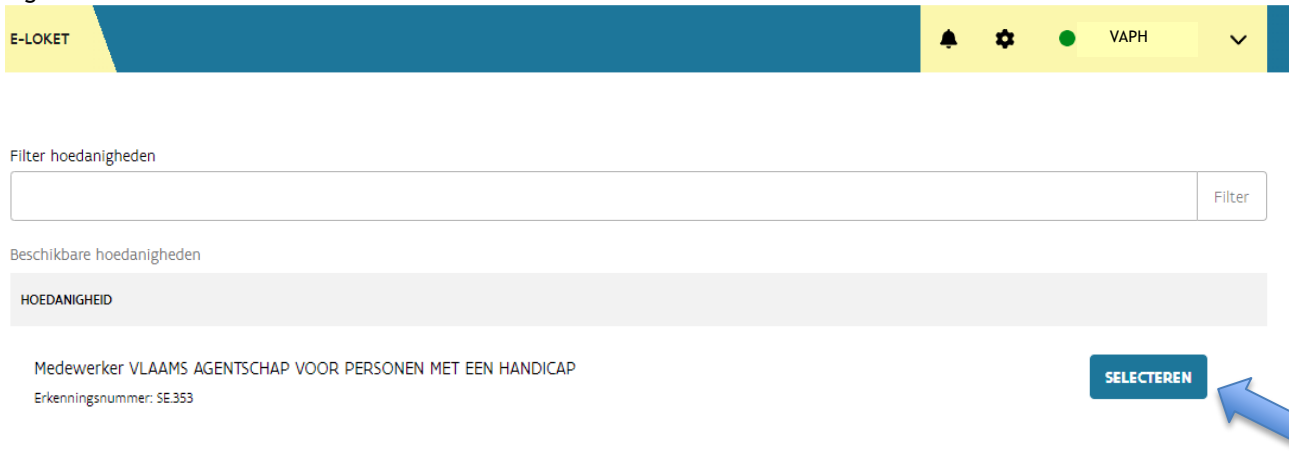 E-LOKET
VAPH
Filter hoedanigheden
Filter
Beschikbare hoedanigheden
HOEDANIGHEID
Medewerker VLAAMS AGENTSCHAP VOOR PERSONEN MET EEN HANDICAP
SELECTEREN
Erkenningsnummer: SE.353